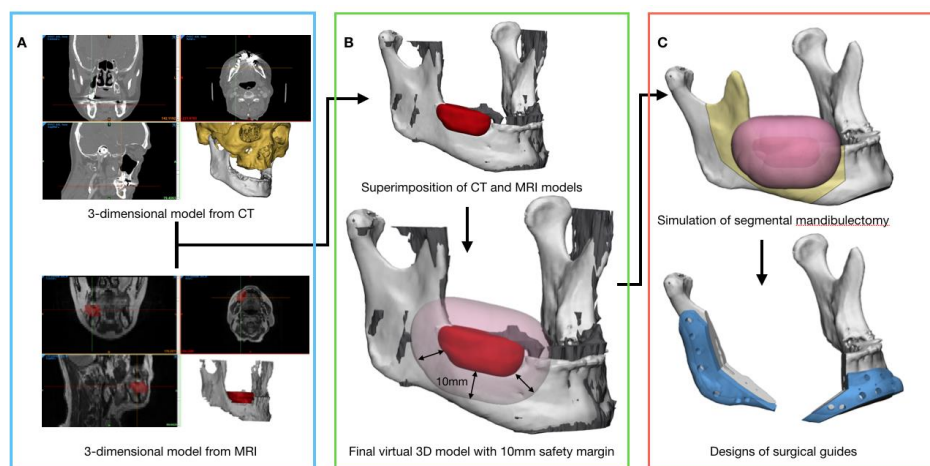 A
3-dimensional model from CT
3-dimensional model from MRI
B
Superimposition of CT and MRI models
10mm
Final virtual 3D model with 10mm safety margin
C
Simulation of segmental mandibulectomy
Designs of surgical guides